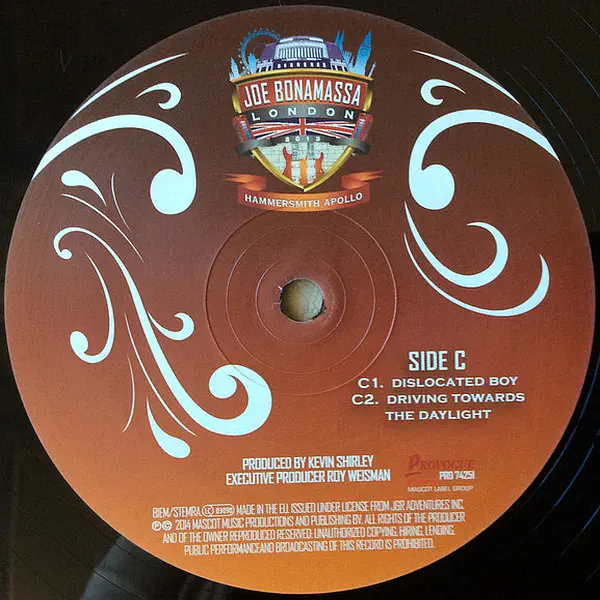 JOE BONAMASSA
LONDON
2013
HAMMERSMITH APOLLO
SIDE C
C1. DISLOCATED BOY
C2. DRIVING TOWARDS
THE DAYLIGHT
PRODUCED BY KEVIN SHIRLEY
EXECUTIVE PRODUCER ROY WEISMAN
PROVOGUE
PRD 74251
MASCOT LABEL GROUP
BIEM/STEMRA LC 03090 MADE IN THE EU. ISSUED UNDER LICENSE FROM J&R ADVENTURES INC.
℗© 2014 MASCOT MUSIC PRODUCTIONS AND PUBLISHING BV. ALL RIGHTS OF THE PRODUCER
AND OF THE OWNER REPRODUCED RESERVED. UNAUTHORIZED COPYING, HIRING, LENDING,
PUBLIC PERFORMANCEAND BROADCASTING OF THIS RECORD IS PROHIBITED.